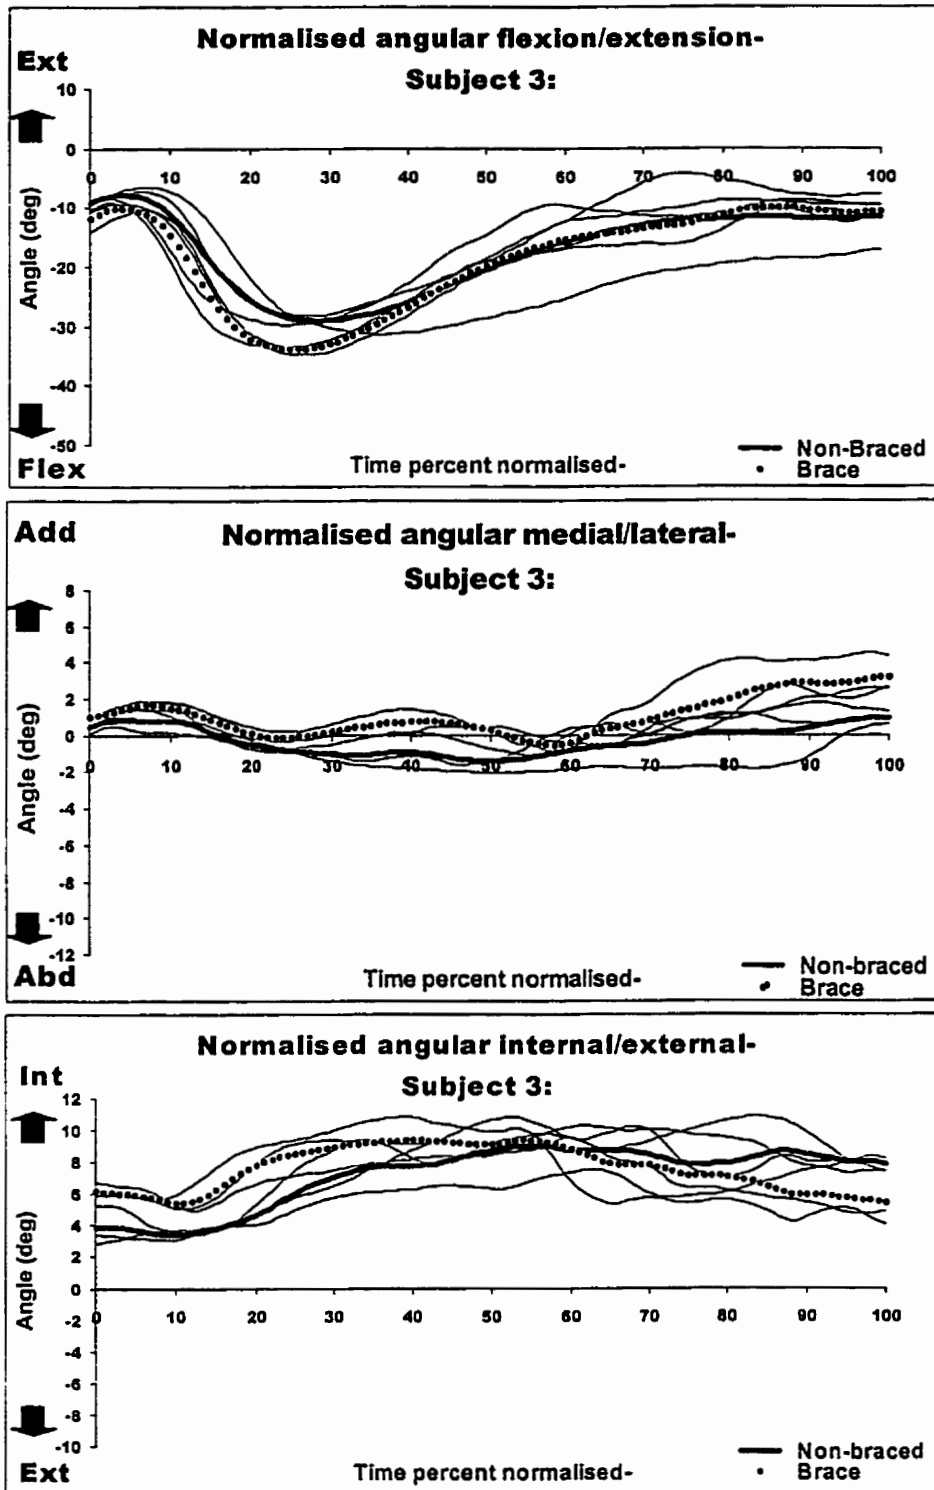 Normalised angular flexion/extension-
Ext
Subject 3:
10
0
0 10 20 30 40 50 60 70 80 90 100
-10
-20
-30
-40
-50
Angle (deg)
Flex
Time percent normalised-
Non-Braced
Brace
Add
Normalised angular medial/lateral-
Subject 3:
8
6
4
2
0
0 10 20 30 40 50 60 70 80 90 100
-2
-4
-6
-8
-10
-12
Angle (deg)
Abd
Time percent normalised-
Non-braced
Brace
Normalised angular internal/external-
Int
Subject 3:
12
10
8
6
4
2
0
0 10 20 30 40 50 60 70 80 90 100
-2
-4
-6
-8
-10
Angle (deg)
Ext
Time percent normalised-
Non-braced
Brace